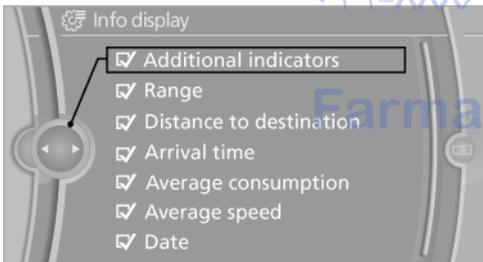 Info display
Additional indicators
Range
Distance to destination
Arrival time
Average consumption
Average speed
Date